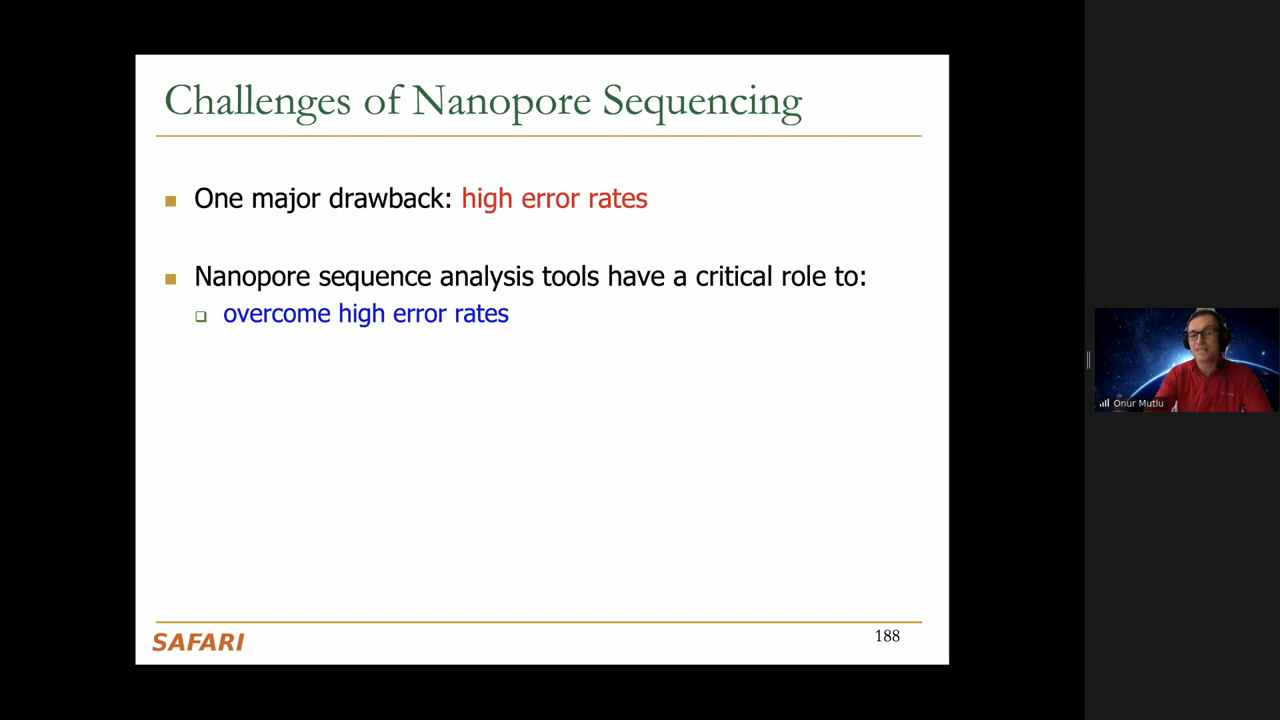 Challenges of Nanopore Sequencing
One major drawback: high error rates
Nanopore sequence analysis tools have a critical role to:
overcome high error rates
SAFARI
188
Onur Mutlu